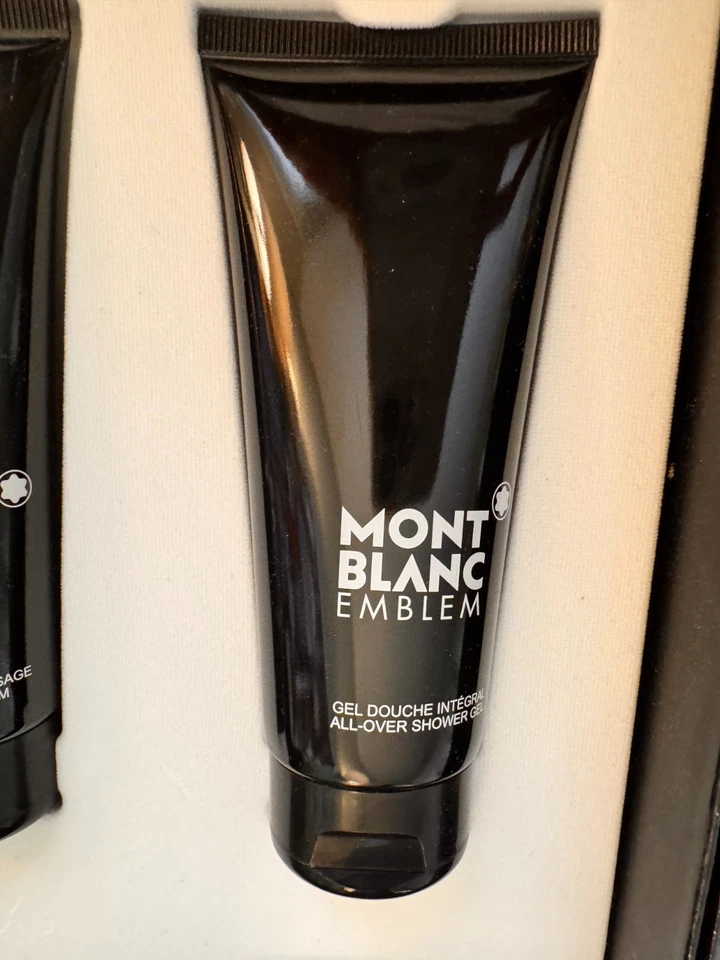 MONT
BLANC
EMBLEM
GEL DOUCHE INTÉGRAL
ALL-OVER SHOWER GEL